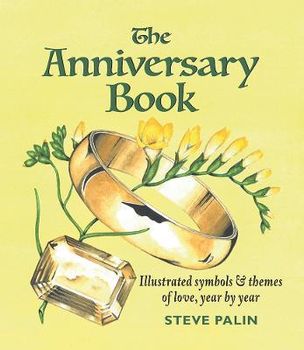 The
Anniversary
Book
Illustrated symbols & themes
of love, year by year
STEVE PALIN